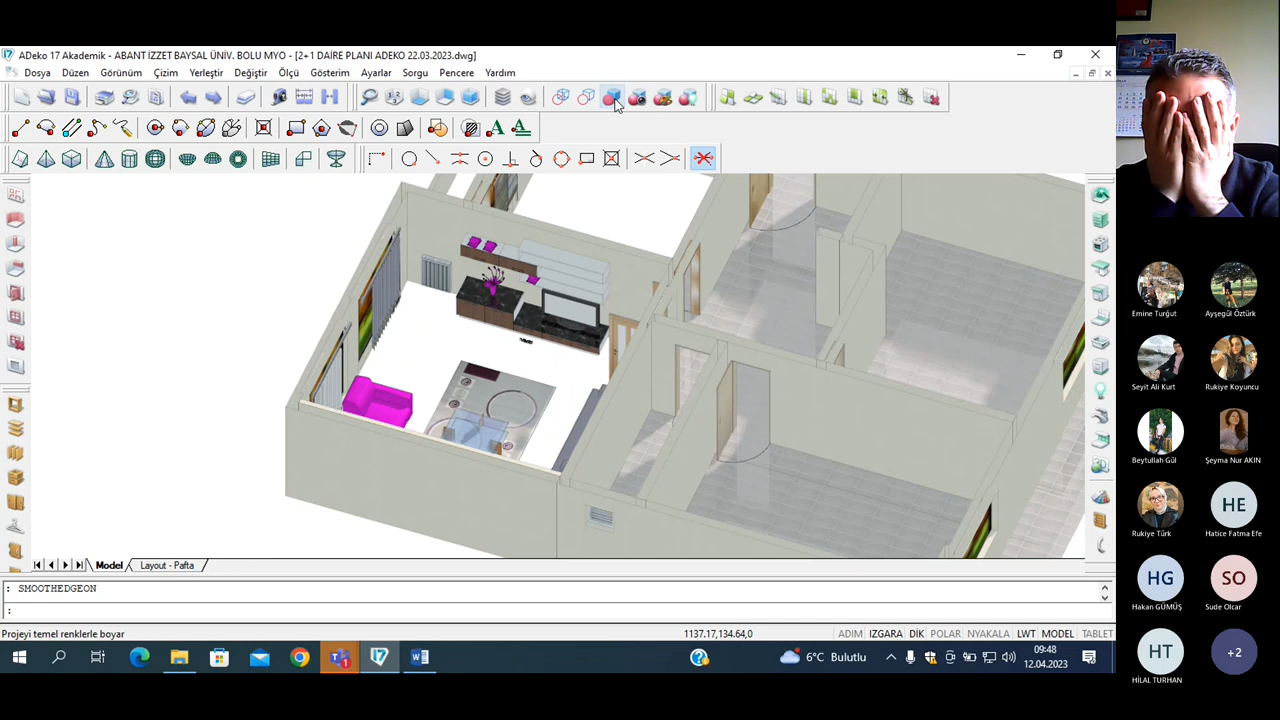 ADeko 17 Akademik - ABANT İZZET BAYSAL ÜNİV. BOLU MYO - [2+1 DAİRE PLANI ADEKO 22.03.2023.dwg]
Dosya Düzen Görünüm Çizim Yerleştir Değiştir Ölçü Gösterim Ayarlar Sorgu Pencere Yardım
Model Layout - Pafta
: SMOOTHEDGEON
:
Projeyi temel renklerle boyar
1137.17,134.64,0
ADIM IZGARA DİK POLAR NYAKALA LWT MODEL TABLET
6°C Bulutlu
09:48
12.04.2023
Emine Turğut
Ayşegül Öztürk
Seyit Ali Kurt
Rukiye Koyuncu
Beytullah Gül
Şeyma Nur AKIN
Rukiye Türk
HE
Hatice Fatma Efe
HG
Hakan GÜMÜŞ
SO
Sude Olcar
HT
HİLAL TURHAN
+2